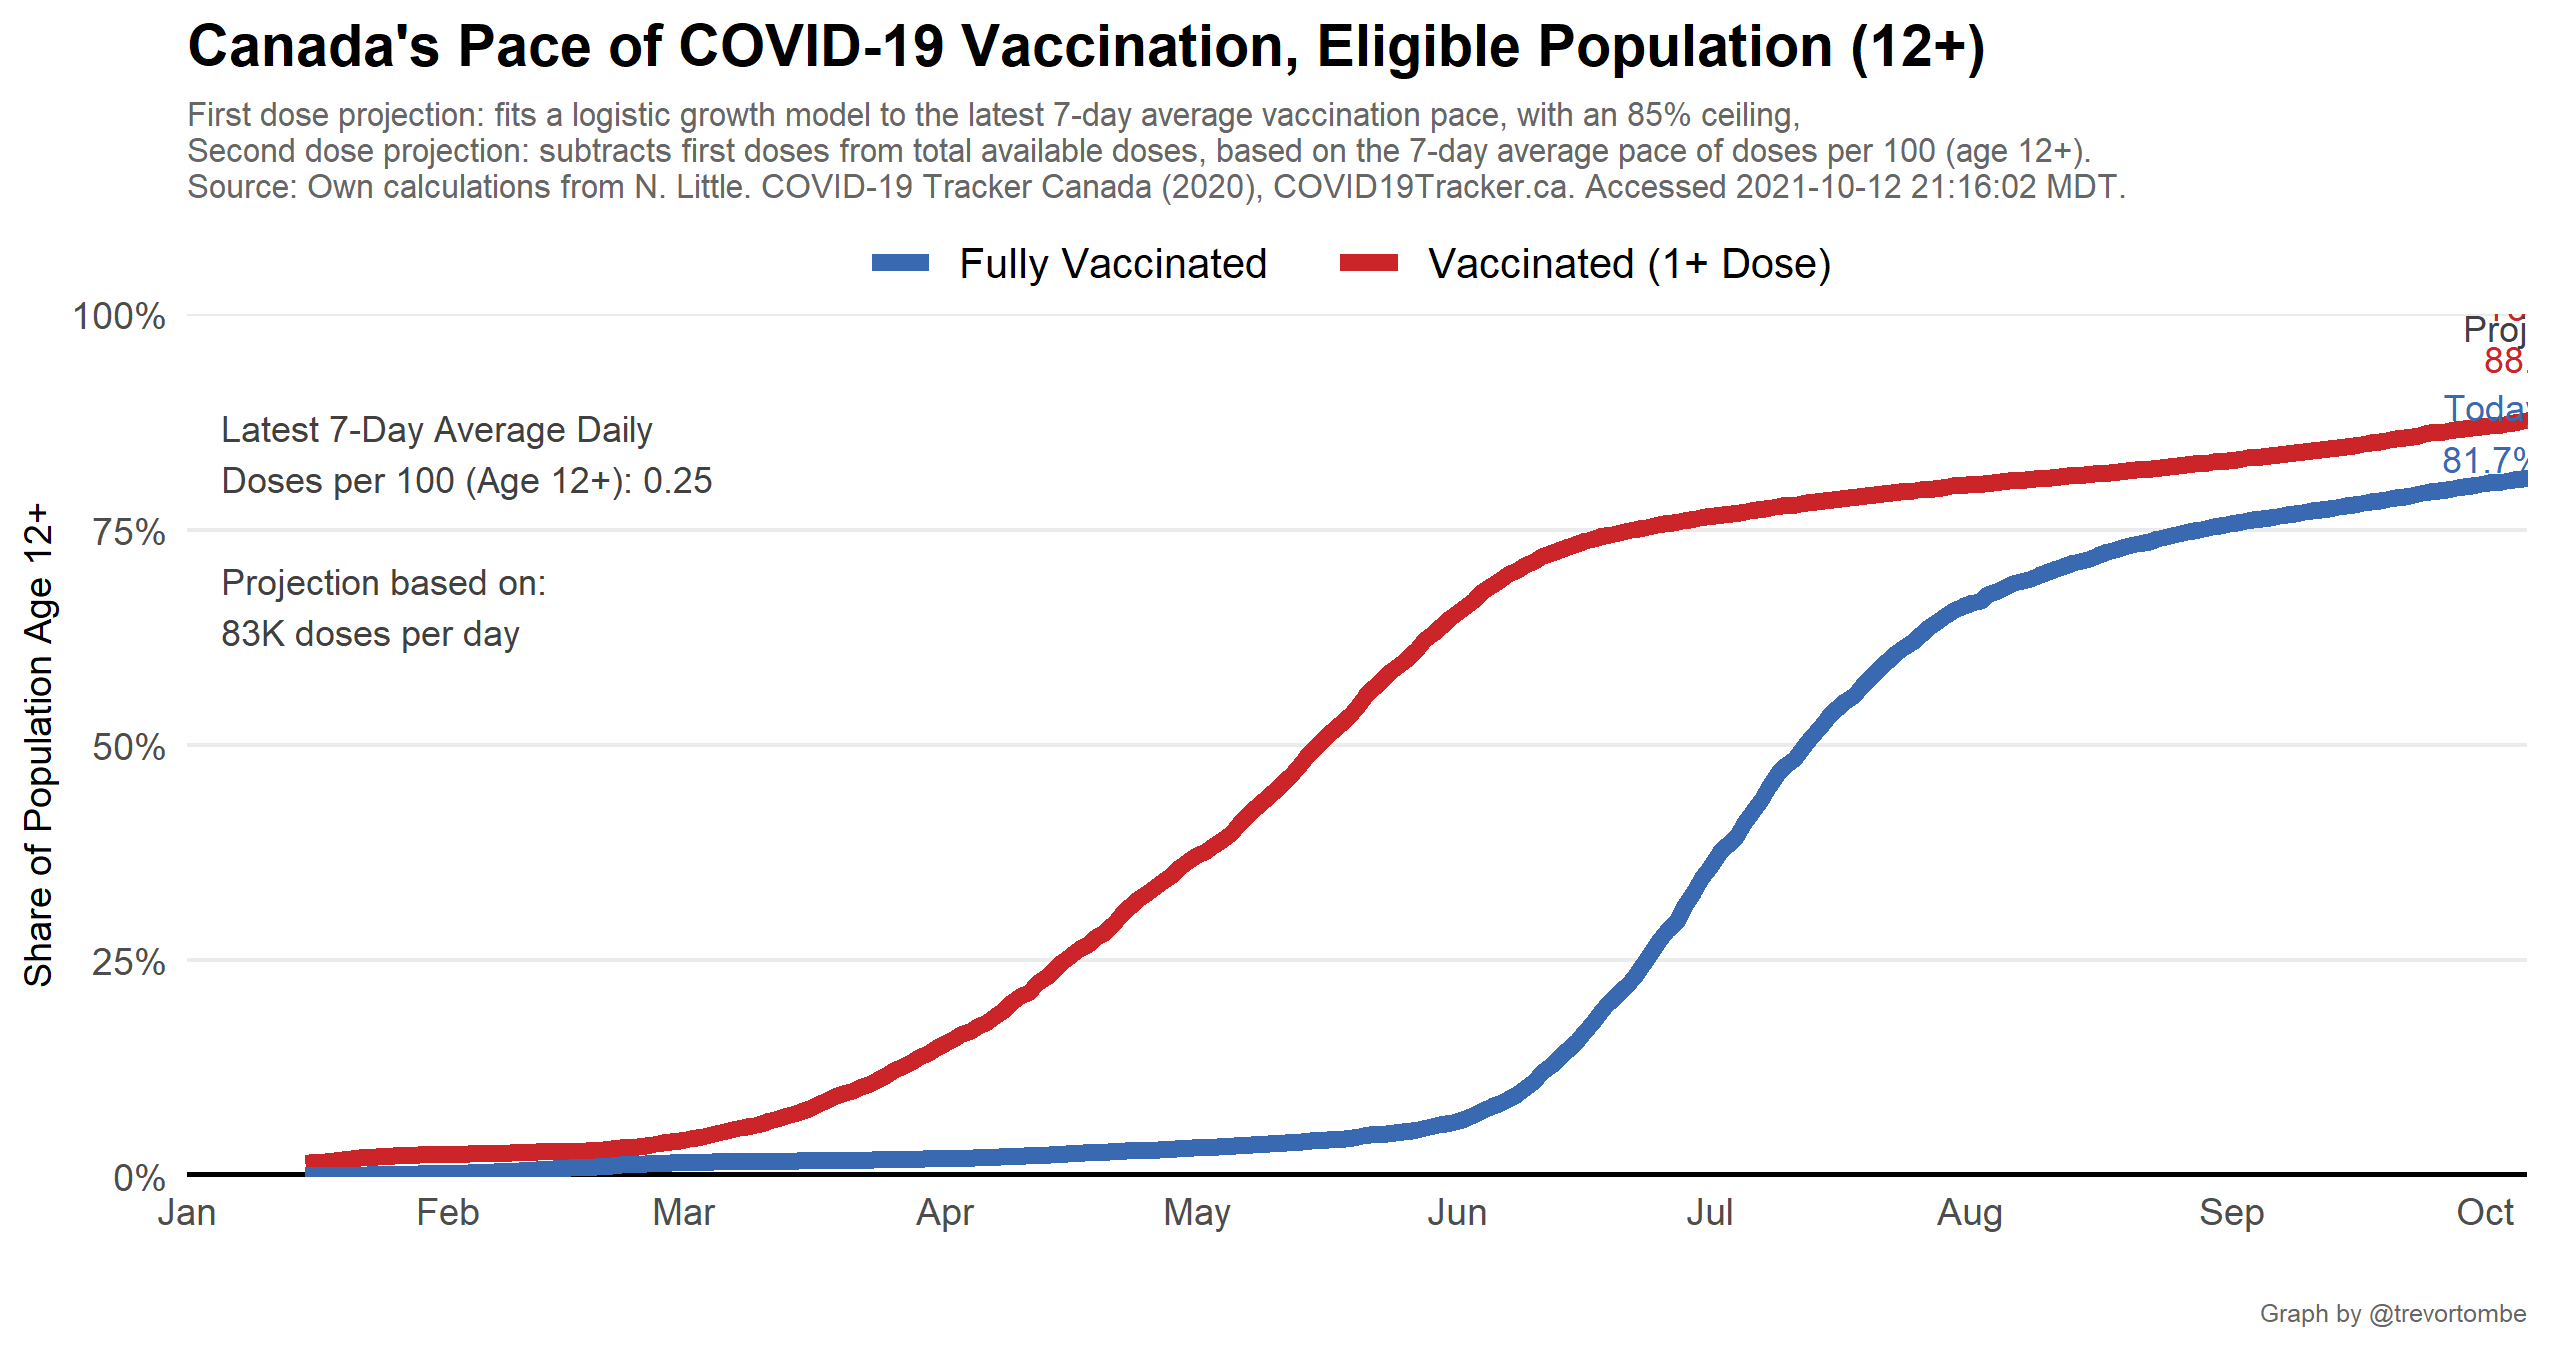 Canada's Pace of COVID-19 Vaccination, Eligible Population (12+)
First dose projection: fits a logistic growth model to the latest 7-day average vaccination pace, with an 85% ceiling,
Second dose projection: subtracts first doses from total available doses, based on the 7-day average pace of doses per 100 (age 12+).
Source: Own calculations from N. Little. COVID-19 Tracker Canada (2020), COVID19Tracker.ca. Accessed 2021-10-12 21:16:02 MDT.
Fully Vaccinated
Vaccinated (1+ Dose)
100%
75%
50%
25%
0%
Share of Population Age 12+
Latest 7-Day Average Daily
Doses per 100 (Age 12+): 0.25
Projection based on:
83K doses per day
Proj
88.
Today
81.7%
Jan
Feb
Mar
Apr
May
Jun
Jul
Aug
Sep
Oct
Graph by @trevortombe